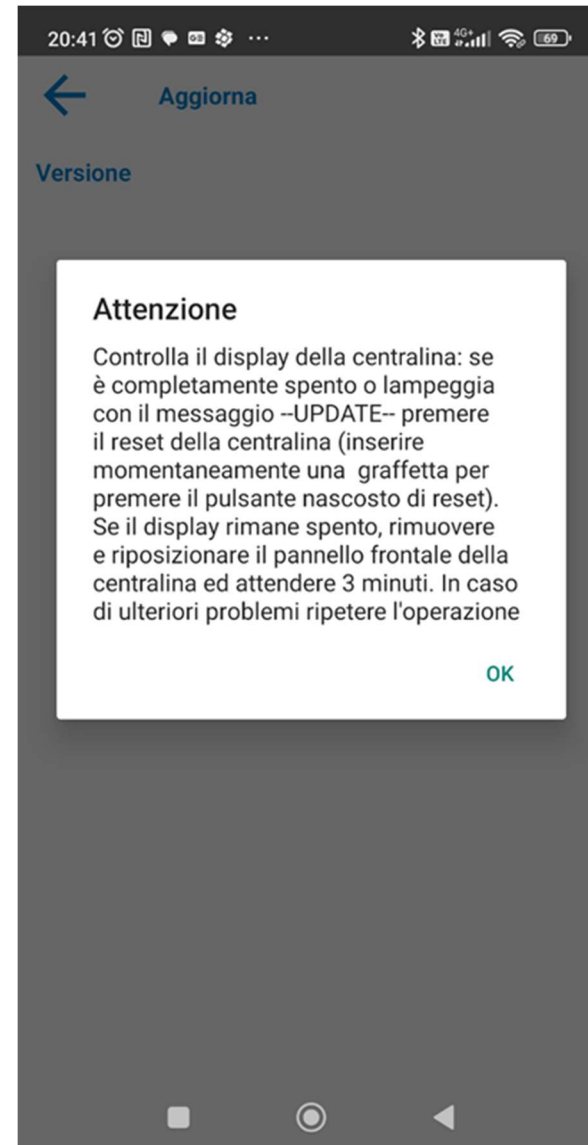 20:41
4G+
69
Aggiorna
Versione
Attenzione
Controlla il display della centralina: se
è completamente spento o lampeggia
con il messaggio --UPDATE-- premere
il reset della centralina (inserire
momentaneamente una  graffetta per
premere il pulsante nascosto di reset).
Se il display rimane spento, rimuovere
e riposizionare il pannello frontale della
centralina ed attendere 3 minuti. In caso
di ulteriori problemi ripetere l'operazione
OK